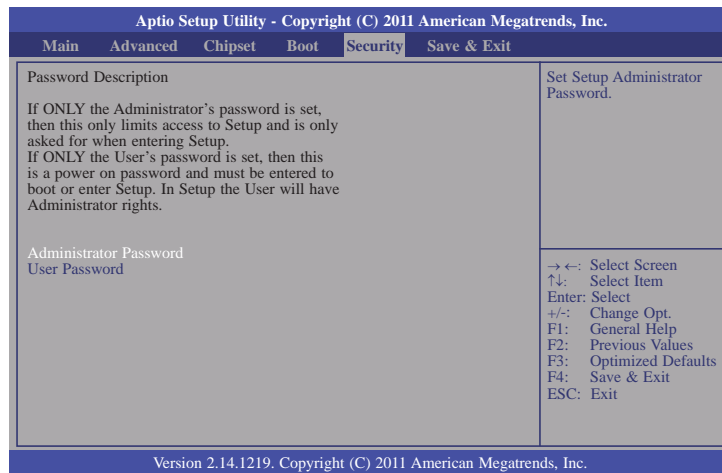 Aptio Setup Utility - Copyright (C) 2011 American Megatrends, Inc.
Main Advanced Chipset Boot Security Save & Exit
Password Description
If ONLY the Administrator’s password is set,
then this only limits access to Setup and is only
asked for when entering Setup.
If ONLY the User’s password is set, then this
is a power on password and must be entered to
boot or enter Setup. In Setup the User will have
Administrator rights.
Administrator Password
User Password
Set Setup Administrator
Password.
→←: Select Screen
↑↓: Select Item
Enter: Select
+/-: Change Opt.
F1: General Help
F2: Previous Values
F3: Optimized Defaults
F4: Save & Exit
ESC: Exit
Version 2.14.1219. Copyright (C) 2011 American Megatrends, Inc.